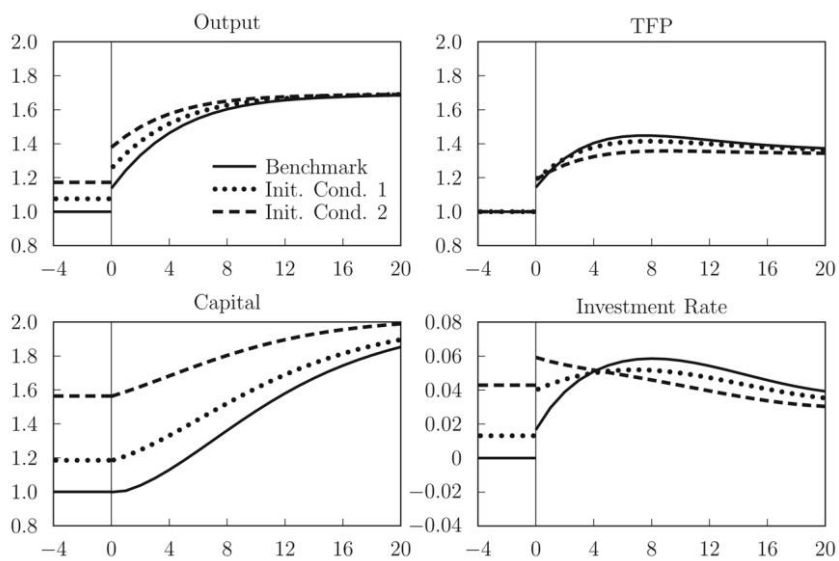 Output
2.0
1.8
1.6
1.4
1.2
1.0
0.8
Benchmark
Init. Cond. 1
Init. Cond. 2
−4 0 4 8 12 16 20
TFP
2.0
1.8
1.6
1.4
1.2
1.0
0.8
−4 0 4 8 12 16 20
Capital
2.0
1.8
1.6
1.4
1.2
1.0
0.8
−4 0 4 8 12 16 20
Investment Rate
0.08
0.06
0.04
0.02
0
−0.02
−0.04
−4 0 4 8 12 16 20